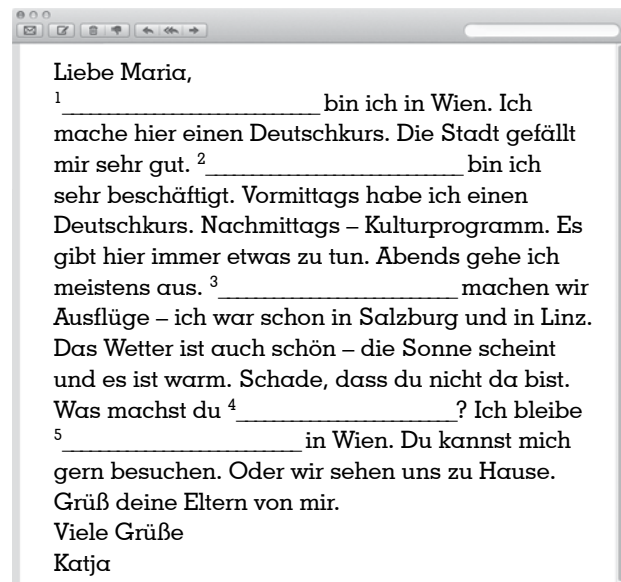 Liebe Maria,
1__________________________ bin ich in Wien. Ich
mache hier einen Deutschkurs. Die Stadt gefällt
mir sehr gut. 2__________________________ bin ich
sehr beschäftigt. Vormittags habe ich einen
Deutschkurs. Nachmittags – Kulturprogramm. Es
gibt hier immer etwas zu tun. Abends gehe ich
meistens aus. 3________________________ machen wir
Ausflüge – ich war schon in Salzburg und in Linz.
Das Wetter ist auch schön – die Sonne scheint
und es ist warm. Schade, dass du nicht da bist.
Was machst du 4______________________? Ich bleibe
5________________________ in Wien. Du kannst mich
gern besuchen. Oder wir sehen uns zu Hause.
Grüß deine Eltern von mir.
Viele Grüße
Katja